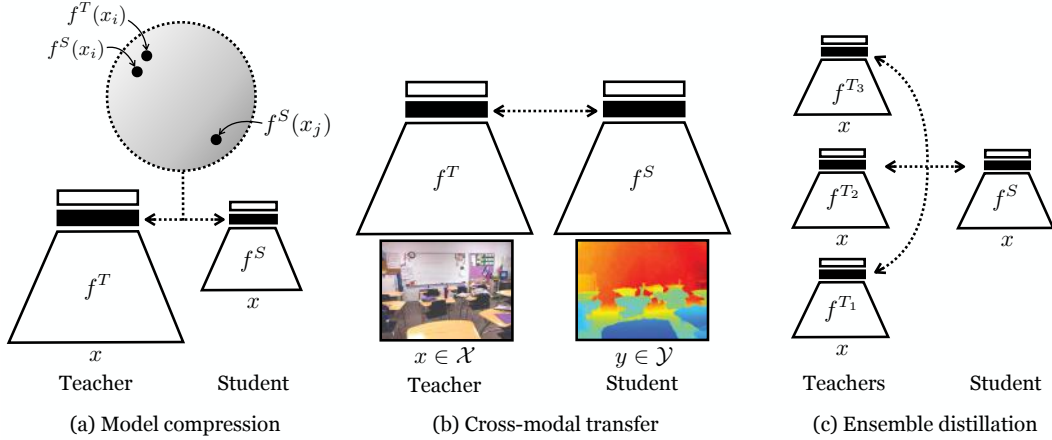 f^T(x_i)
f^S(x_i)
f^S(x_j)
f^T
f^S
x
x
Teacher Student
(a) Model compression
f^T
f^S
x ∈ 𝒳
y ∈ 𝒴
Teacher Student
(b) Cross-modal transfer
f^{T_3}
x
f^{T_2}
x
f^S
x
f^{T_1}
x
Teachers Student
(c) Ensemble distillation